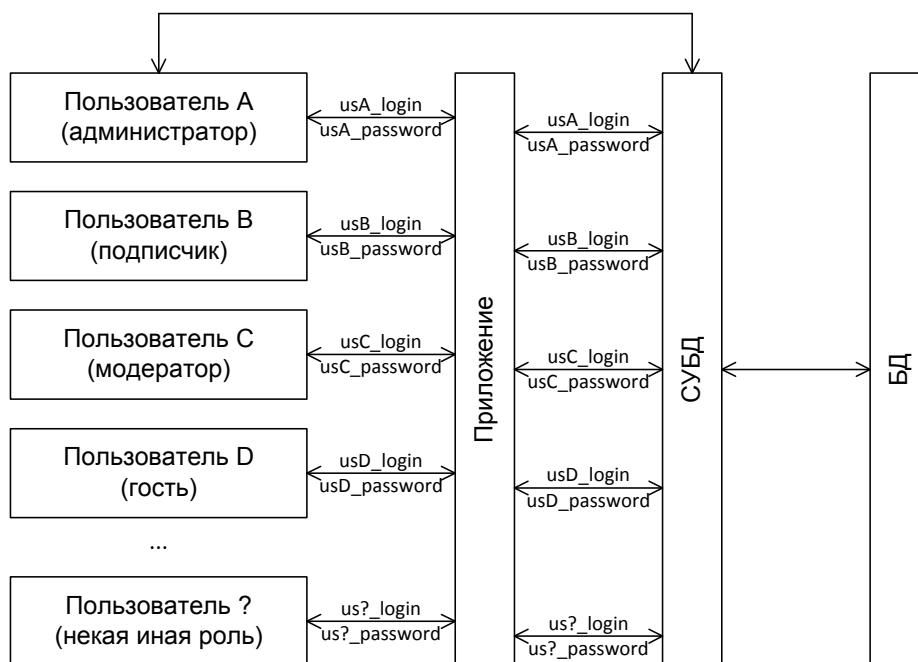 Пользователь A
(администратор)
usA_login
usA_password
usA_login
usA_password
Пользователь B
(подписчик)
usB_login
usB_password
usB_login
usB_password
Пользователь C
(модератор)
usC_login
usC_password
usC_login
usC_password
Пользователь D
(гость)
usD_login
usD_password
usD_login
usD_password
...
Пользователь ?
(некая иная роль)
us?_login
us?_password
us?_login
us?_password
Приложение
СУБД
БД